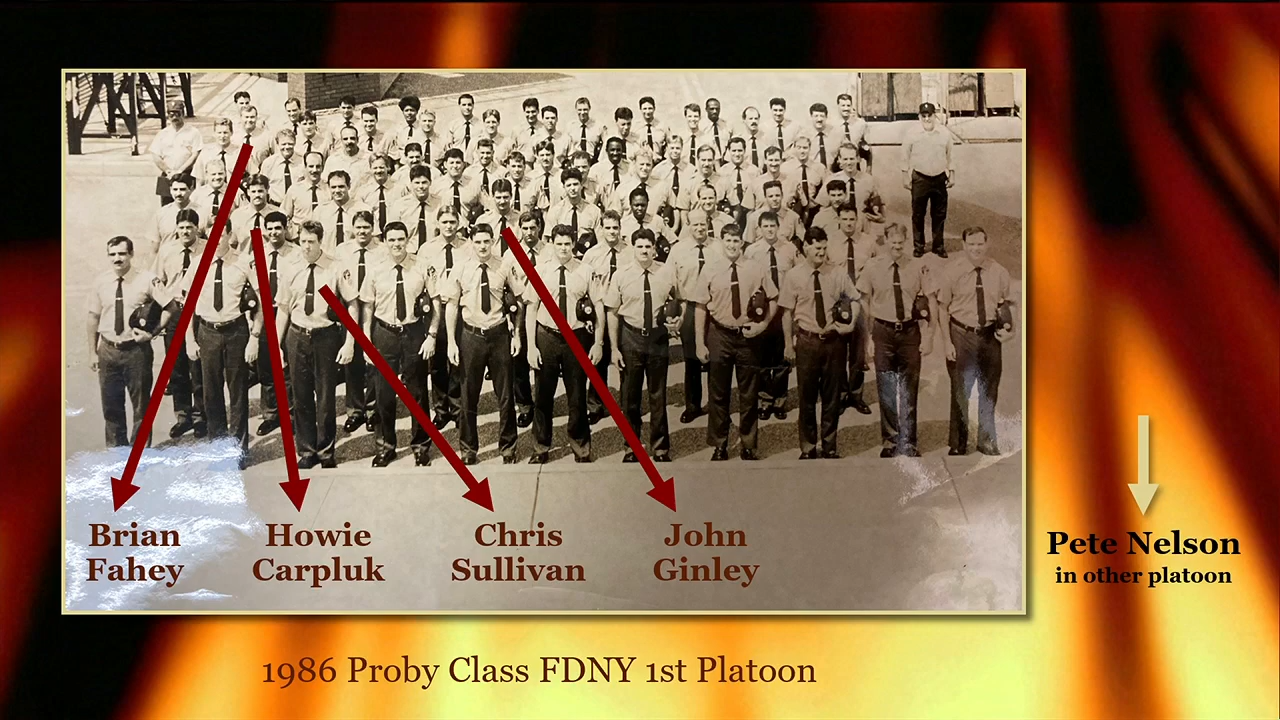 Brian
Fahey
Howie
Carpluk
Chris
Sullivan
John
Ginley
Pete Nelson
in other platoon
1986 Proby Class FDNY 1st Platoon